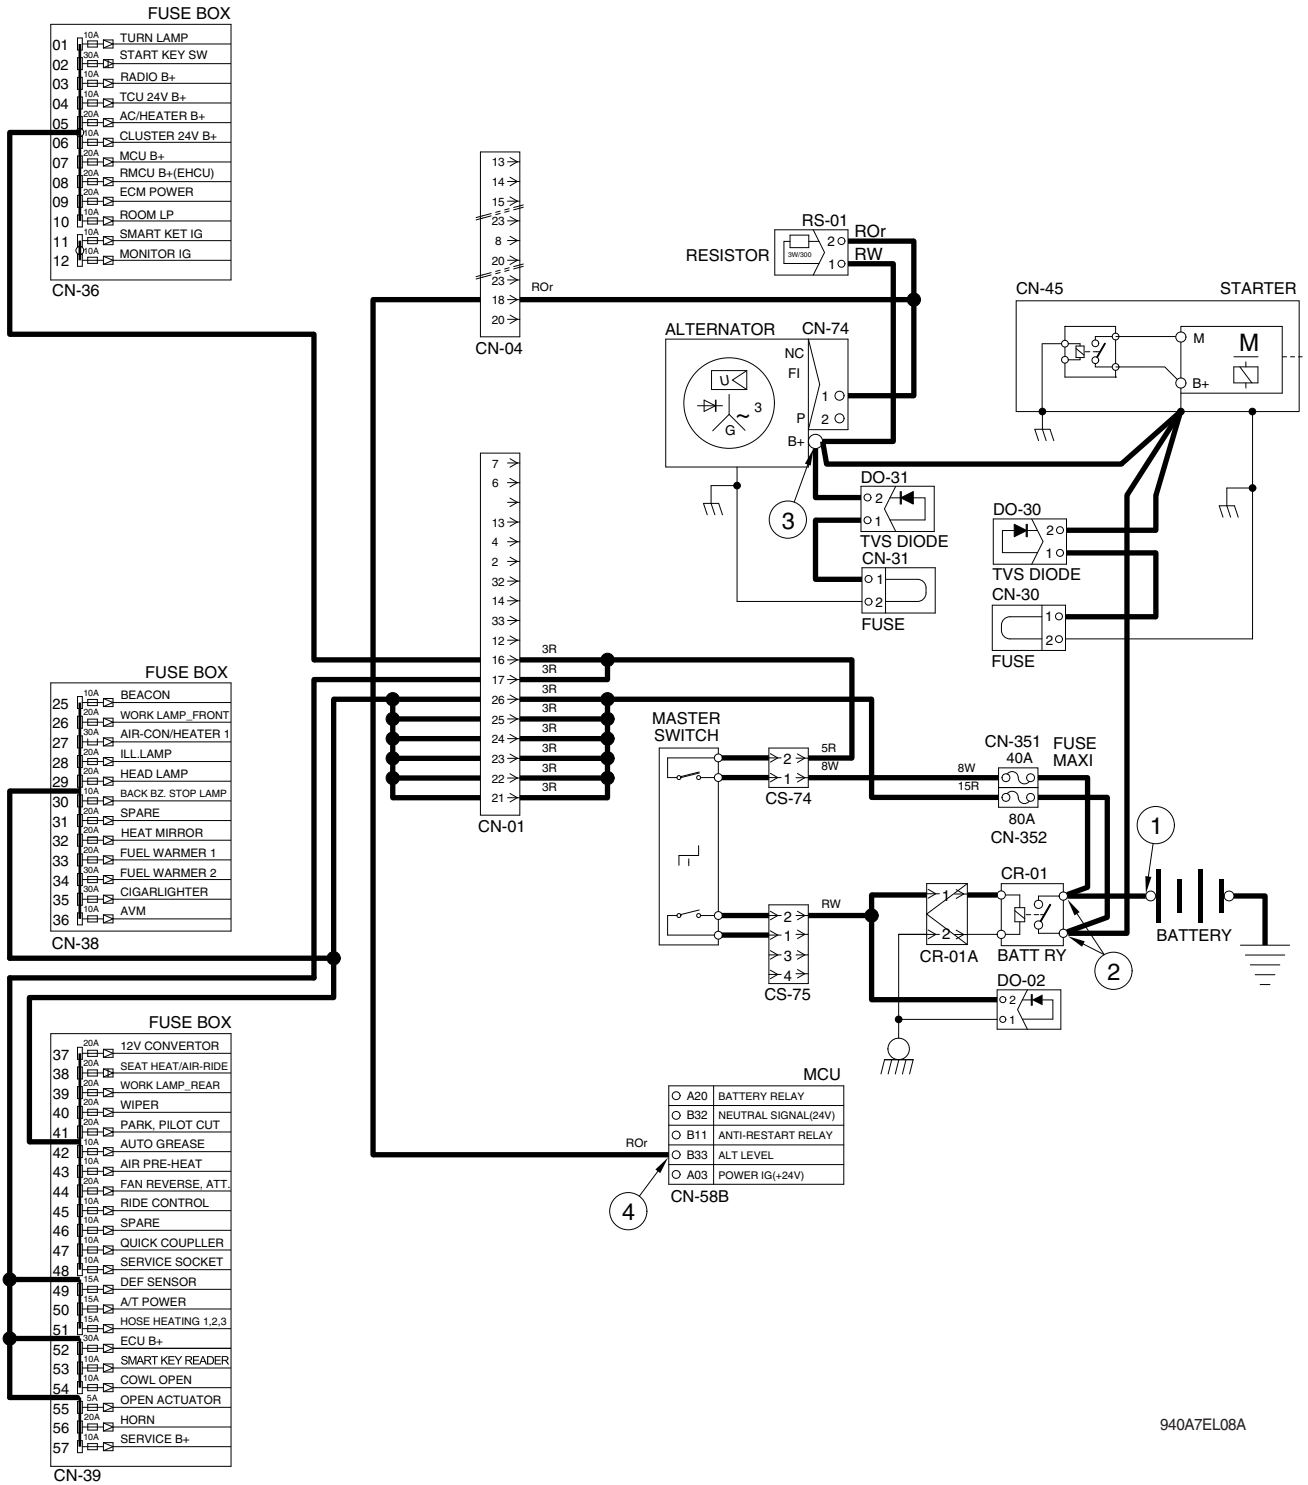 FUSE BOX
01 10A TURN LAMP
02 30A START KEY SW
03 10A RADIO B+
04 10A TCU 24V B+
05 20A AC/HEATER B+
06 10A CLUSTER 24V B+
07 20A MCU B+
08 20A RMCU B+(EHCU)
09 20A ECM POWER
10 10A ROOM LP
11 10A SMART KET IG
12 10A MONITOR IG
CN-36
13
14
15
23
8
20
23
18 ROr
20
CN-04
RS-01
RESISTOR
3W/300
2 ROr
1 RW
ALTERNATOR CN-74
NC
FI
U
3
G
1
P 2
B+
3
CN-45 STARTER
M
M
B+
DO-31
2
1
TVS DIODE
CN-31
1
2
FUSE
DO-30
2
1
TVS DIODE
CN-30
1
2
FUSE
7
6
13
4
2
32
14
33
12
16 3R
17 3R
26 3R
25 3R
24 3R
23 3R
22 3R
21 3R
CN-01
FUSE BOX
25 10A BEACON
26 20A WORK LAMP_FRONT
27 30A AIR-CON/HEATER 1
28 20A ILL.LAMP
29 20A HEAD LAMP
30 10A BACK BZ. STOP LAMP
31 20A SPARE
32 20A HEAT MIRROR
33 20A FUEL WARMER 1
34 30A FUEL WARMER 2
35 30A CIGARLIGHTER
36 10A AVM
CN-38
MASTER
SWITCH
2 5R
1 8W
CS-74
8W
15R
CN-351
40A
FUSE
MAXI
80A
CN-352
2 RW
1
3
4
CS-75
1
2
CR-01A
CR-01
BATT RY
1
2
BATTERY
DO-02
2
1
FUSE BOX
37 20A 12V CONVERTOR
38 20A SEAT HEAT/AIR-RIDE
39 20A WORK LAMP_REAR
40 20A WIPER
41 20A PARK, PILOT CUT
42 10A AUTO GREASE
43 10A AIR PRE-HEAT
44 20A FAN REVERSE, ATT.
45 10A RIDE CONTROL
46 10A SPARE
47 10A QUICK COUPLLER
48 10A SERVICE SOCKET
49 15A DEF SENSOR
50 15A A/T POWER
51 15A HOSE HEATING 1,2,3
52 30A ECU B+
53 10A SMART KEY READER
54 10A COWL OPEN
55 5A OPEN ACTUATOR
56 20A HORN
57 10A SERVICE B+
CN-39
MCU
A20 BATTERY RELAY
B32 NEUTRAL SIGNAL(24V)
B11 ANTI-RESTART RELAY
ROr B33 ALT LEVEL
A03 POWER IG(+24V)
CN-58B
4
940A7EL08A